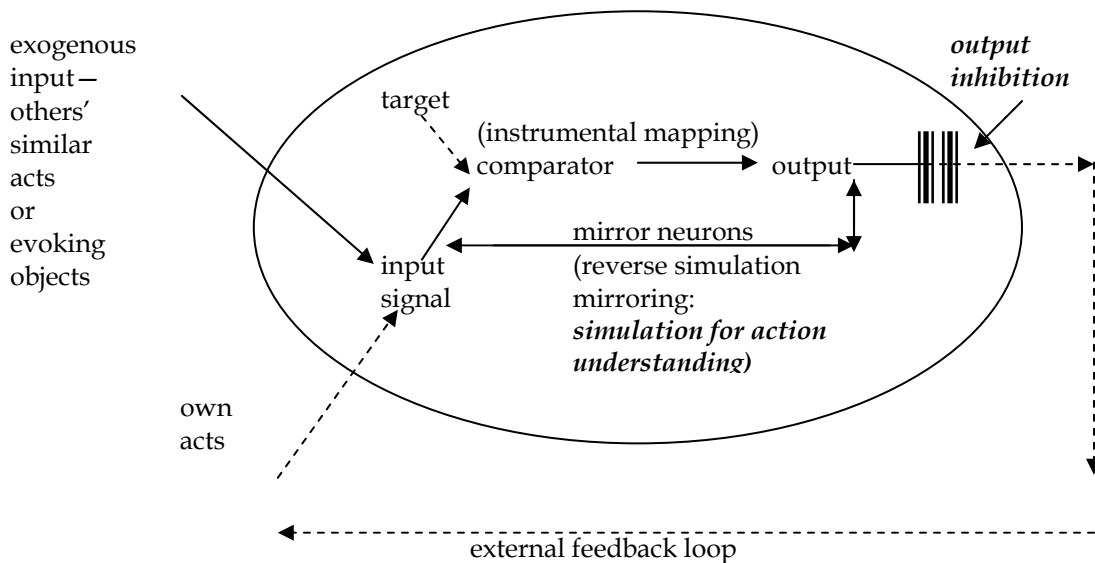 exogenous
input—
others'
similar
acts
or
evoking
objects
output
inhibition
target
(instrumental mapping)
comparator
output
mirror neurons
(reverse simulation
mirroring:
simulation for action
understanding)
input
signal
own
acts
external feedback loop